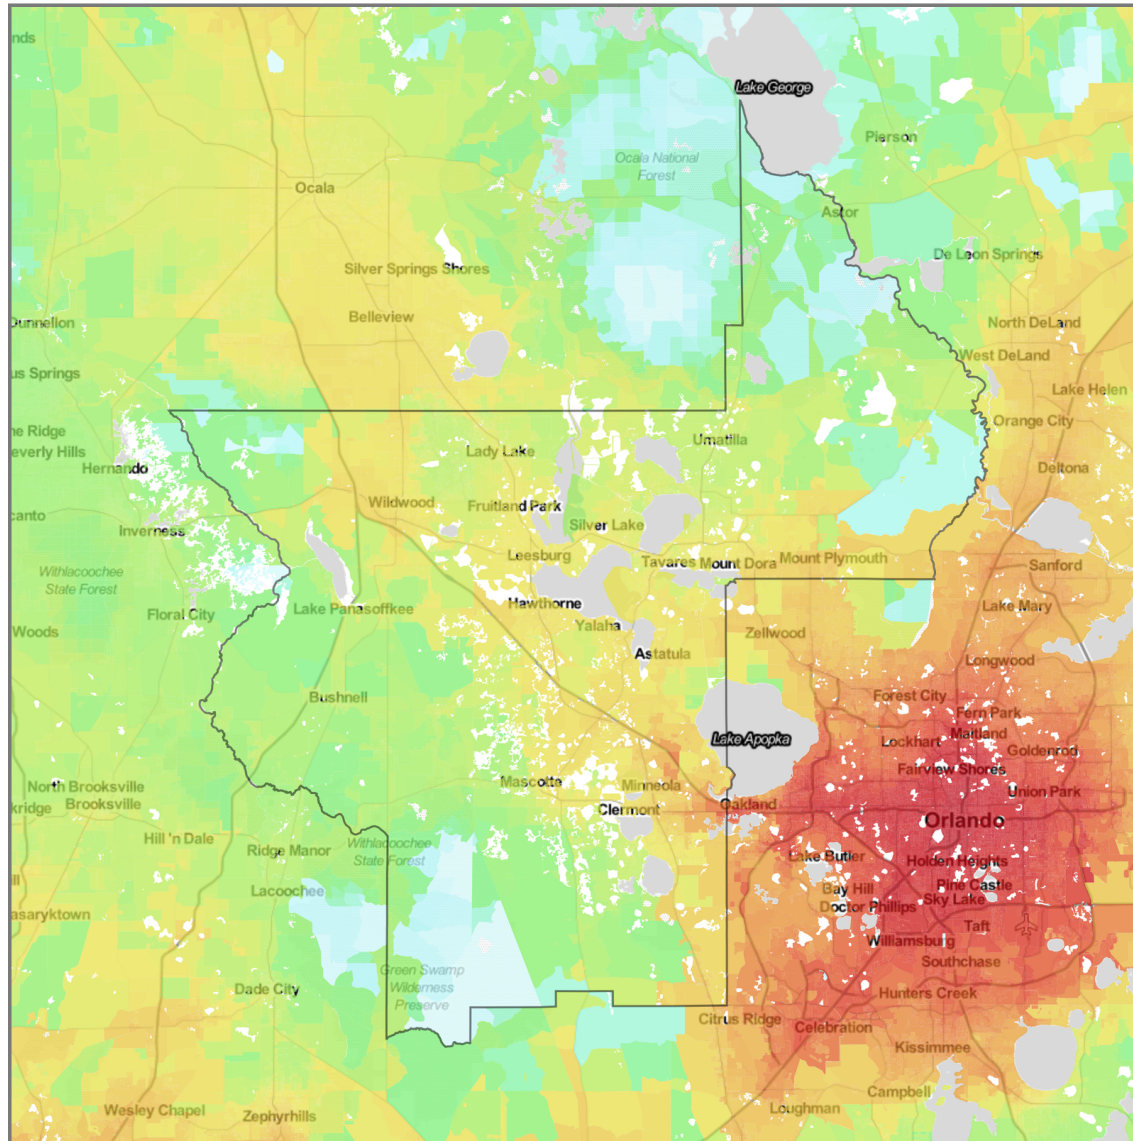 nds
Lake George
Pierson
Ocala National
Forest
Ocala
Astor
De Leon Springs
Silver Springs Shores
Belleview
Dunnellon
North DeLand
West DeLand
us Springs
Lake Helen
Orange City
ne Ridge
everly Hills
Umatilla
Lady Lake
Hernando
Deltona
Wildwood
Fruitland Park
canto
Inverness
Silver Lake
Leesburg
Tavares
Mount Dora
Mount Plymouth
Sanford
Withlacoochee
State Forest
Hawthorne
Lake Panasoffkee
Lake Mary
Floral City
Yalaha
Woods
Zellwood
Astatula
Longwood
Bushnell
Forest City
Fern Park
Maitland
Lake Apopka
Lockhart
Goldenrod
Fairview Shores
North Brooksville
Mascotte
Minneola
Union Park
Brooksville
kridge
Clermont
Oakland
Orlando
Hill 'n Dale
Ridge Manor
Withlacoochee
State Forest
Lake Butler
Holden Heights
ll
Lacoochee
Bay Hill
Pine Castle
Sky Lake
Doctor Phillips
asaryktown
Taft
Williamsburg
Southchase
Green Swamp
Wilderness
Preserve
Dade City
Hunters Creek
Citrus Ridge
Celebration
Kissimmee
Campbell
Wesley Chapel
Zephyrhills
Loughman